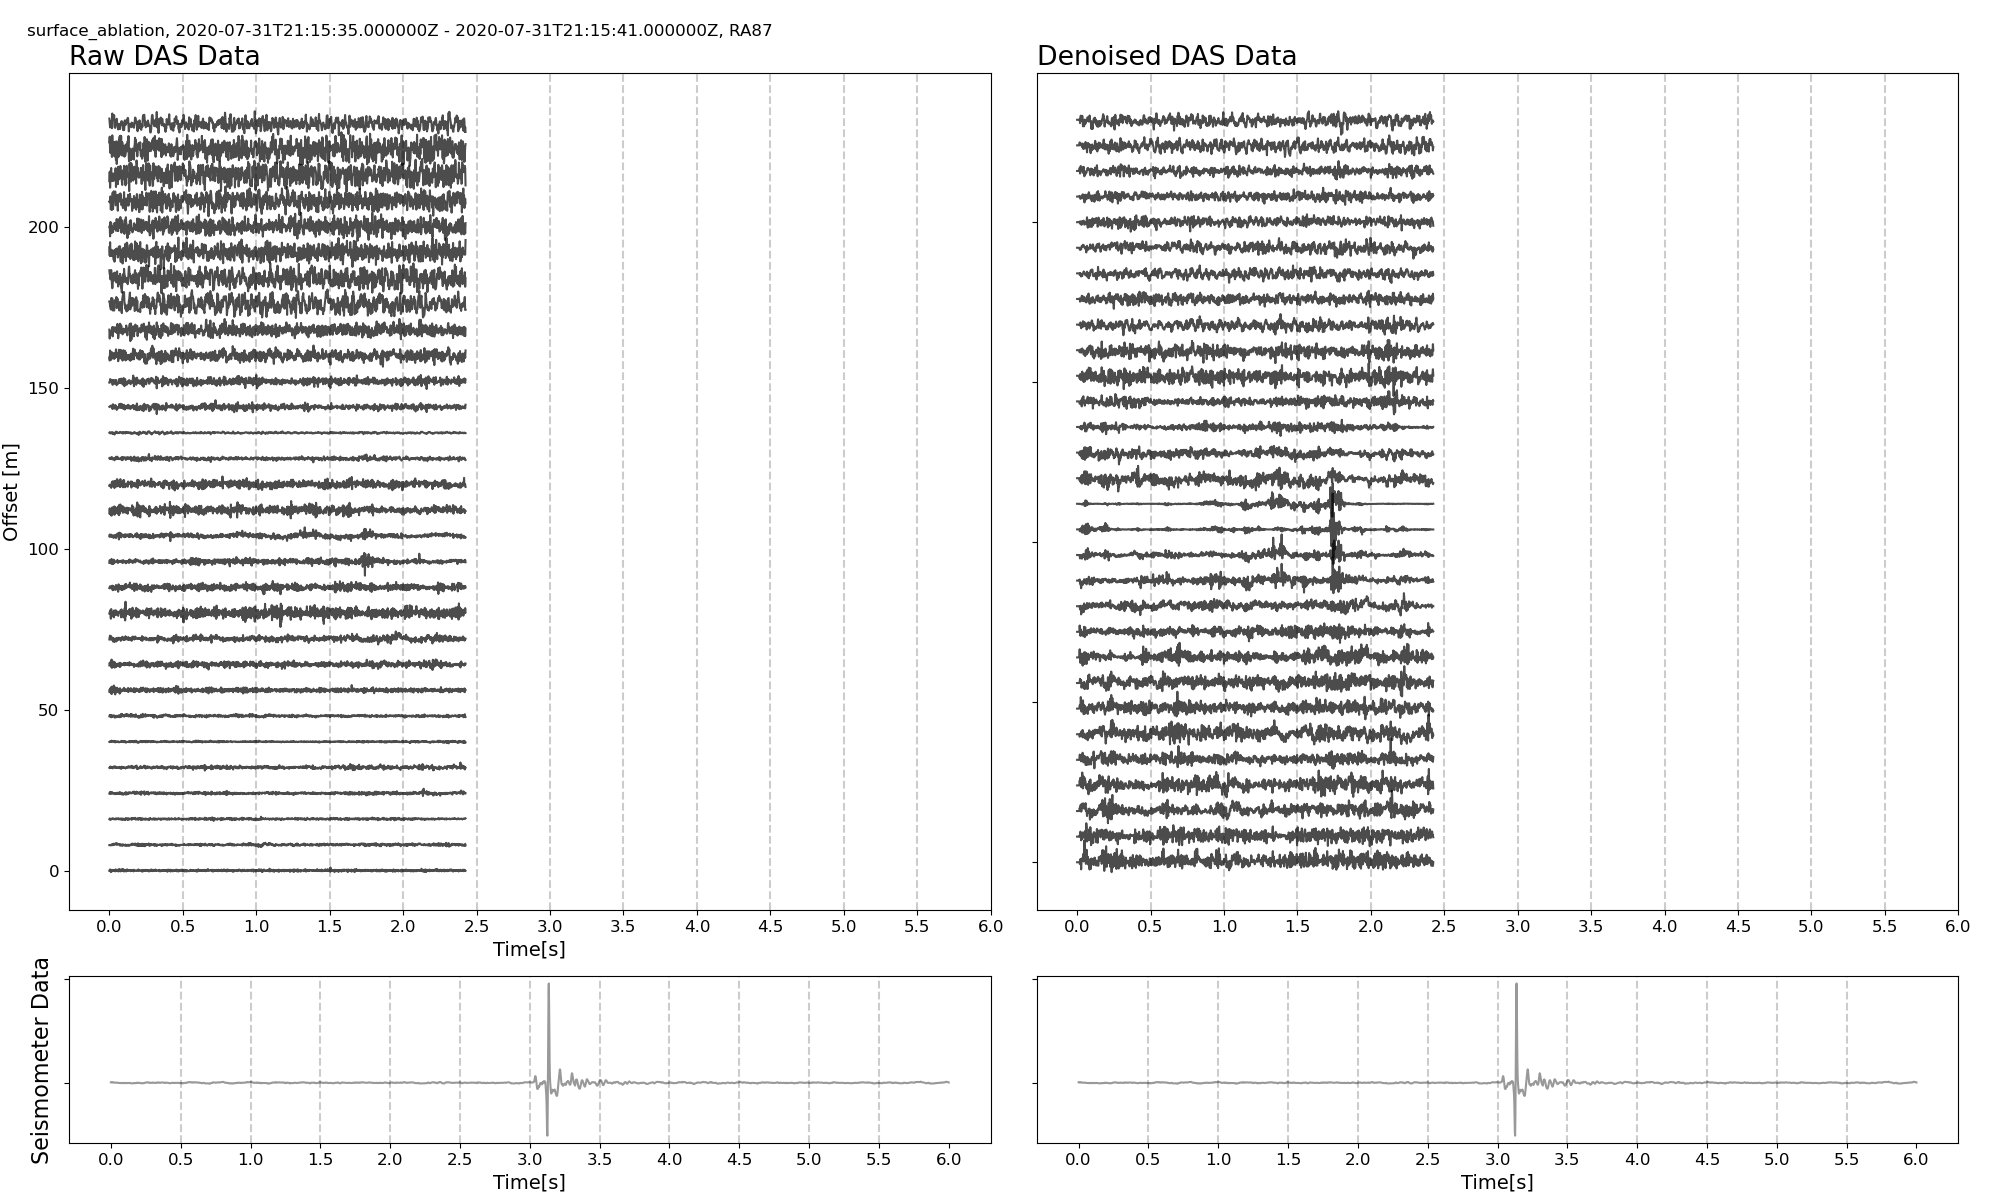 surface_ablation, 2020-07-31T21:15:35.000000Z - 2020-07-31T21:15:41.000000Z, RA87
Raw DAS Data
Denoised DAS Data
Offset [m]
200
150
100
50
0
0.0 0.5 1.0 1.5 2.0 2.5 3.0 3.5 4.0 4.5 5.0 5.5 6.0
Time[s]
0.0 0.5 1.0 1.5 2.0 2.5 3.0 3.5 4.0 4.5 5.0 5.5 6.0
Seismometer Data
0.0 0.5 1.0 1.5 2.0 2.5 3.0 3.5 4.0 4.5 5.0 5.5 6.0
Time[s]
0.0 0.5 1.0 1.5 2.0 2.5 3.0 3.5 4.0 4.5 5.0 5.5 6.0
Time[s]